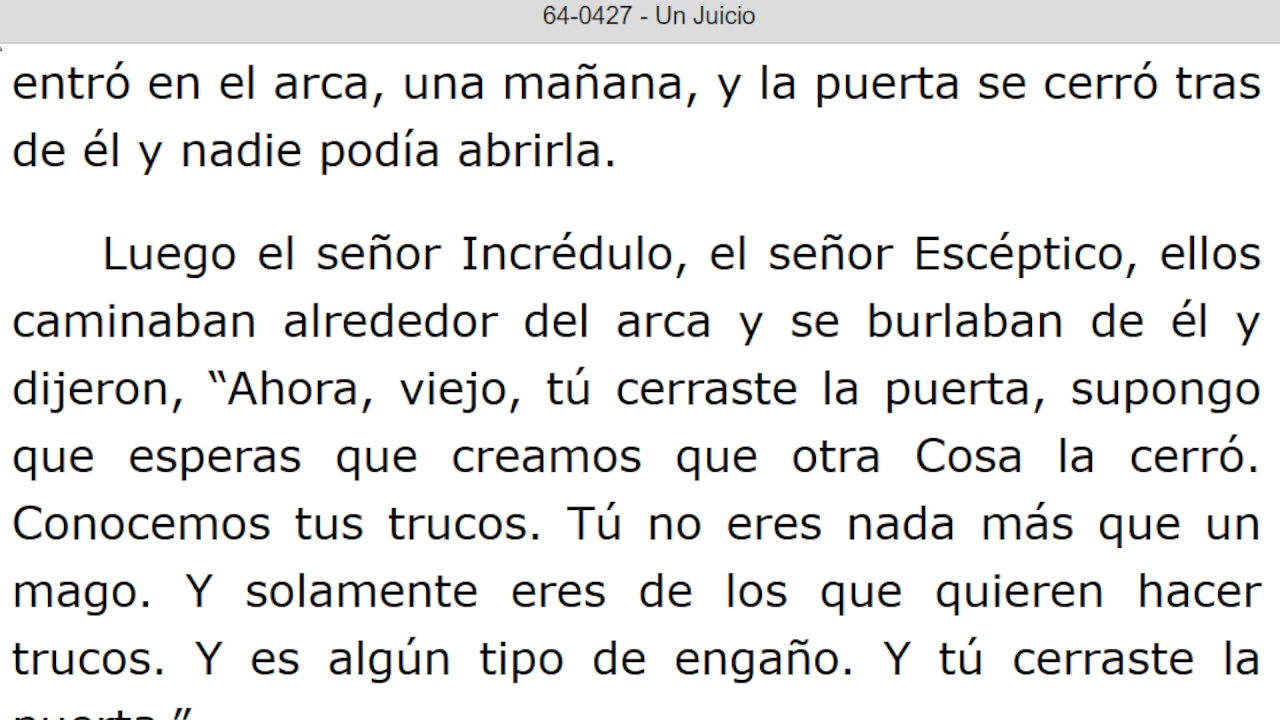 64-0427 - Un Juicio
entró en el arca, una mañana, y la puerta se cerró tras
de él y nadie podía abrirla.
Luego el señor Incrédulo, el señor Escéptico, ellos
caminaban alrededor del arca y se burlaban de él y
dijeron, “Ahora, viejo, tú cerraste la puerta, supongo
que esperas que creamos que otra Cosa la cerró.
Conocemos tus trucos. Tú no eres nada más que un
mago. Y solamente eres de los que quieren hacer
trucos. Y es algún tipo de engaño. Y tú cerraste la
puerta.”